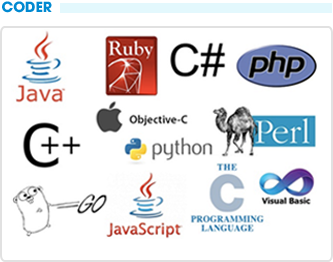 CODER
Java
Ruby
C#
php
C++
Objective-C
python
Perl
GO
JavaScript
THE
C
PROGRAMMING
LANGUAGE
Visual Basic